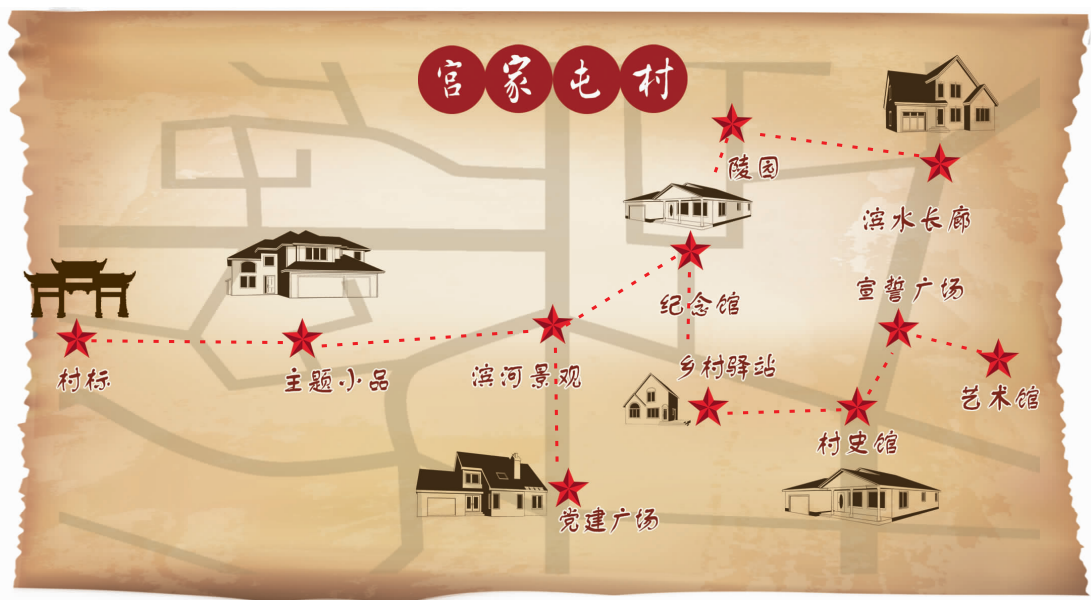 宫家屯村
陵园
滨水长廊
宣誓广场
纪念馆
乡村驿站
村标
主题小品
滨河景观
艺术馆
村史馆
党建广场